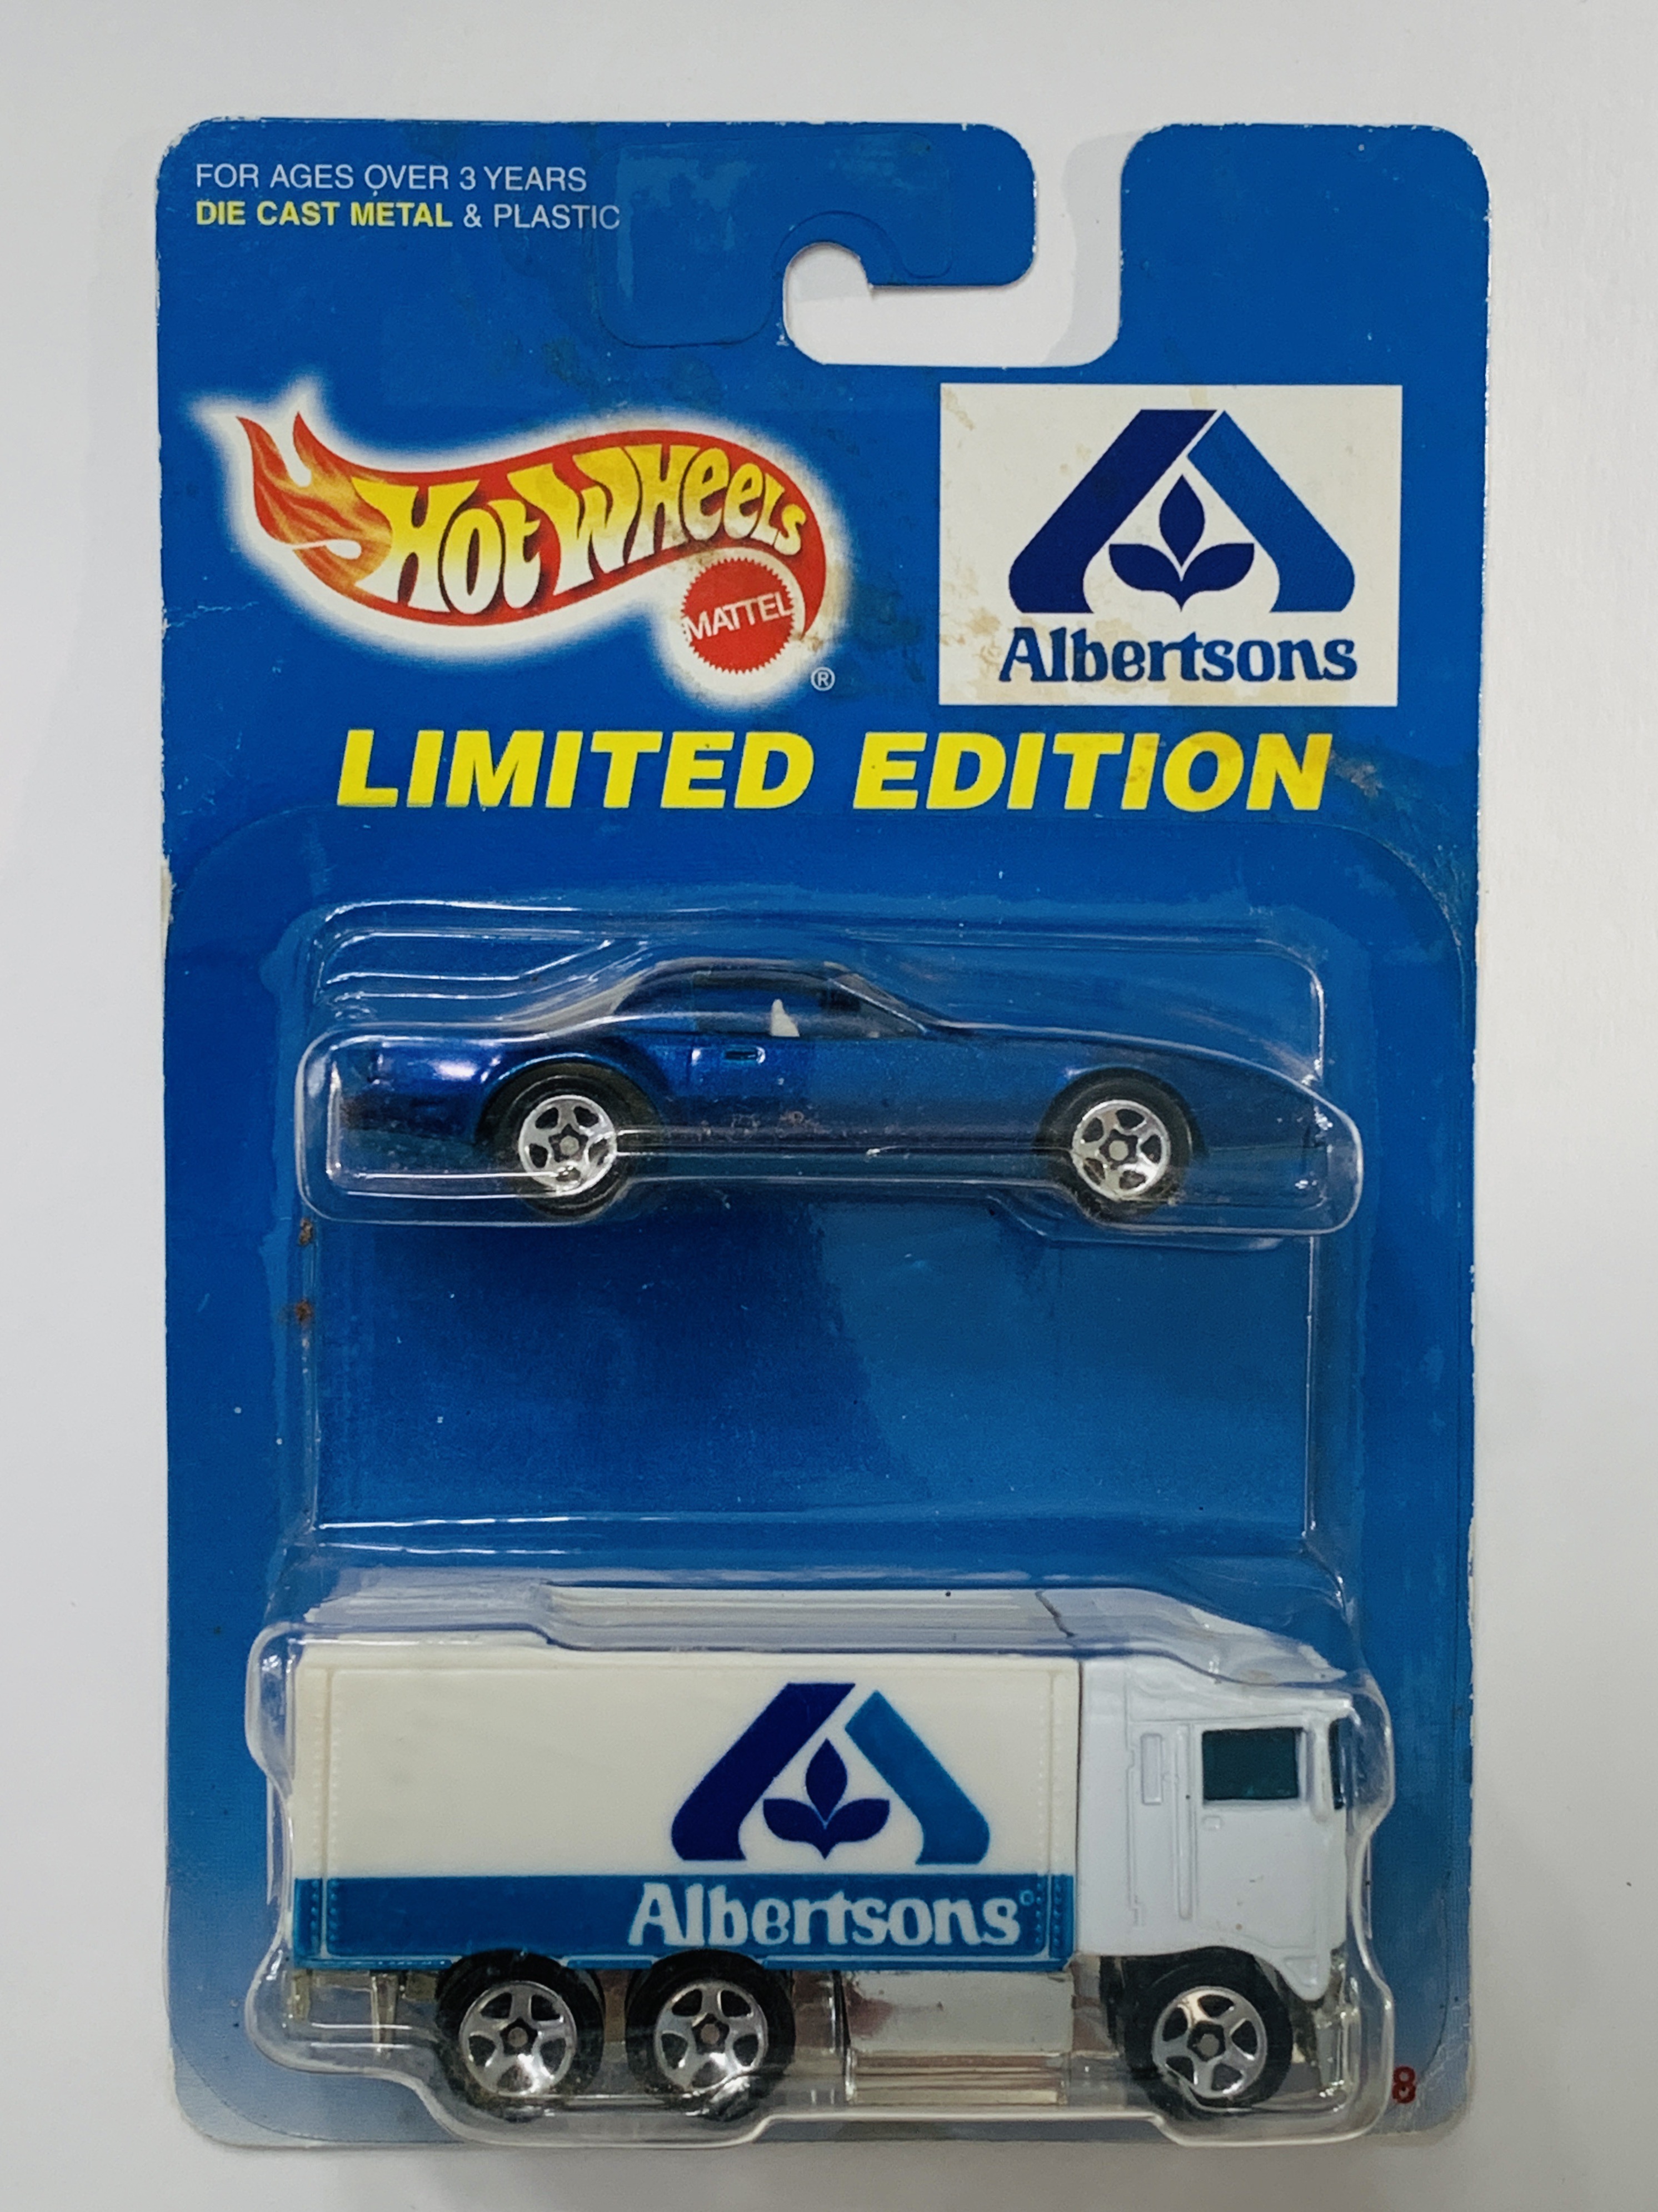 FOR AGES OVER 3 YEARS
DIE CAST METAL & PLASTIC
HOT WHEELS
MATTEL
®
Albertsons
LIMITED EDITION
Albertsons
8